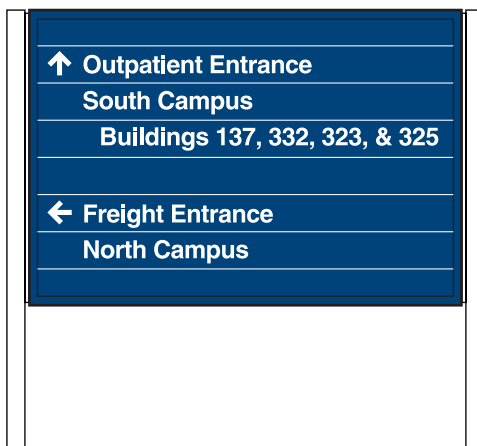 ↑ Outpatient Entrance
South Campus
Buildings 137, 332, 323, & 325
← Freight Entrance
North Campus